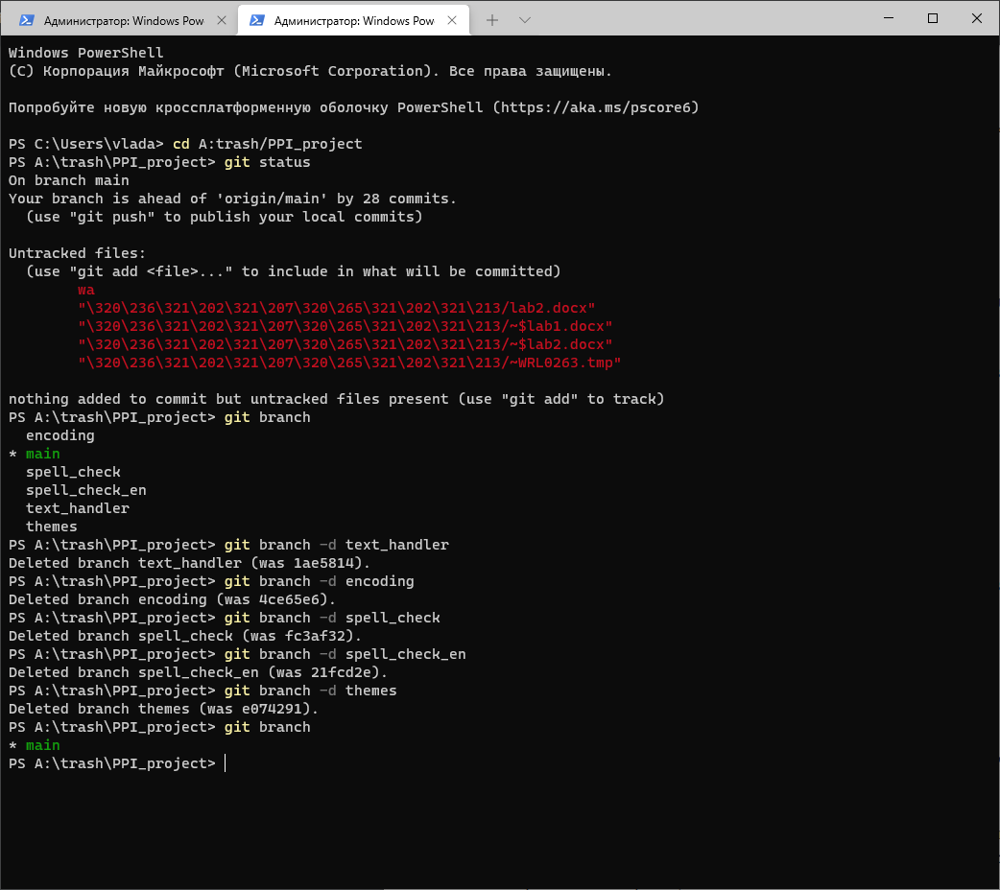 Администратор: Windows Pow
Администратор: Windows Pow
Windows PowerShell
(C) Корпорация Майкрософт (Microsoft Corporation). Все права защищены.
Попробуйте новую кроссплатформенную оболочку PowerShell (https://aka.ms/pscore6)
PS C:\Users\vlada> cd A:trash/PPI_project
PS A:\trash\PPI_project> git status
On branch main
Your branch is ahead of 'origin/main' by 28 commits.
  (use "git push" to publish your local commits)
Untracked files:
  (use "git add <file>..." to include in what will be committed)
        wa
        "\320\236\321\202\321\207\320\265\321\202\321\213/lab2.docx"
        "\320\236\321\202\321\207\320\265\321\202\321\213/~$lab1.docx"
        "\320\236\321\202\321\207\320\265\321\202\321\213/~$lab2.docx"
        "\320\236\321\202\321\207\320\265\321\202\321\213/~WRL0263.tmp"
nothing added to commit but untracked files present (use "git add" to track)
PS A:\trash\PPI_project> git branch
  encoding
* main
  spell_check
  spell_check_en
  text_handler
  themes
PS A:\trash\PPI_project> git branch -d text_handler
Deleted branch text_handler (was 1ae5814).
PS A:\trash\PPI_project> git branch -d encoding
Deleted branch encoding (was 4ce65e6).
PS A:\trash\PPI_project> git branch -d spell_check
Deleted branch spell_check (was fc3af32).
PS A:\trash\PPI_project> git branch -d spell_check_en
Deleted branch spell_check_en (was 21fcd2e).
PS A:\trash\PPI_project> git branch -d themes
Deleted branch themes (was e074291).
PS A:\trash\PPI_project> git branch
* main
PS A:\trash\PPI_project>